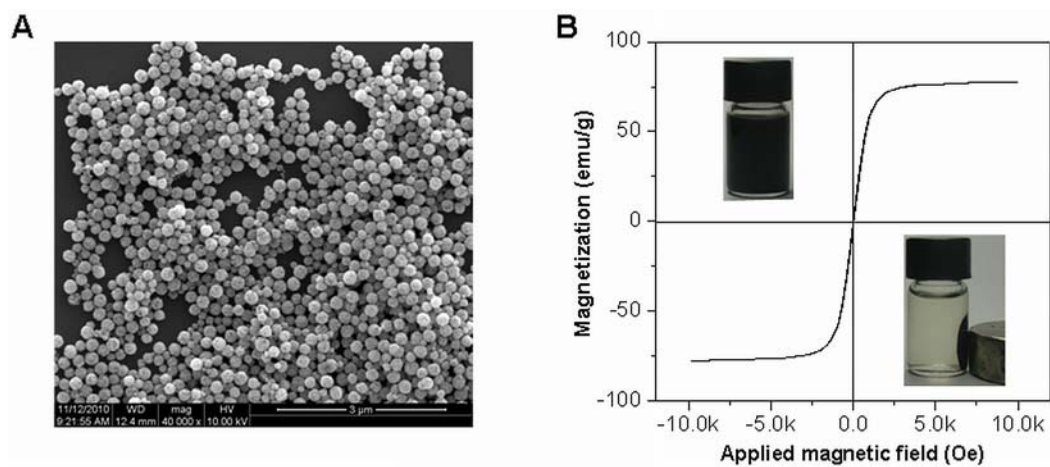 A
B
11/12/2010 WD mag HV
9:21:55 AM 12.4 mm 40 000 x 10.00 kV
3 µm
Magnetization (emu/g)
100
50
0
-50
-100
-10.0k -5.0k 0.0 5.0k 10.0k
Applied magnetic field (Oe)